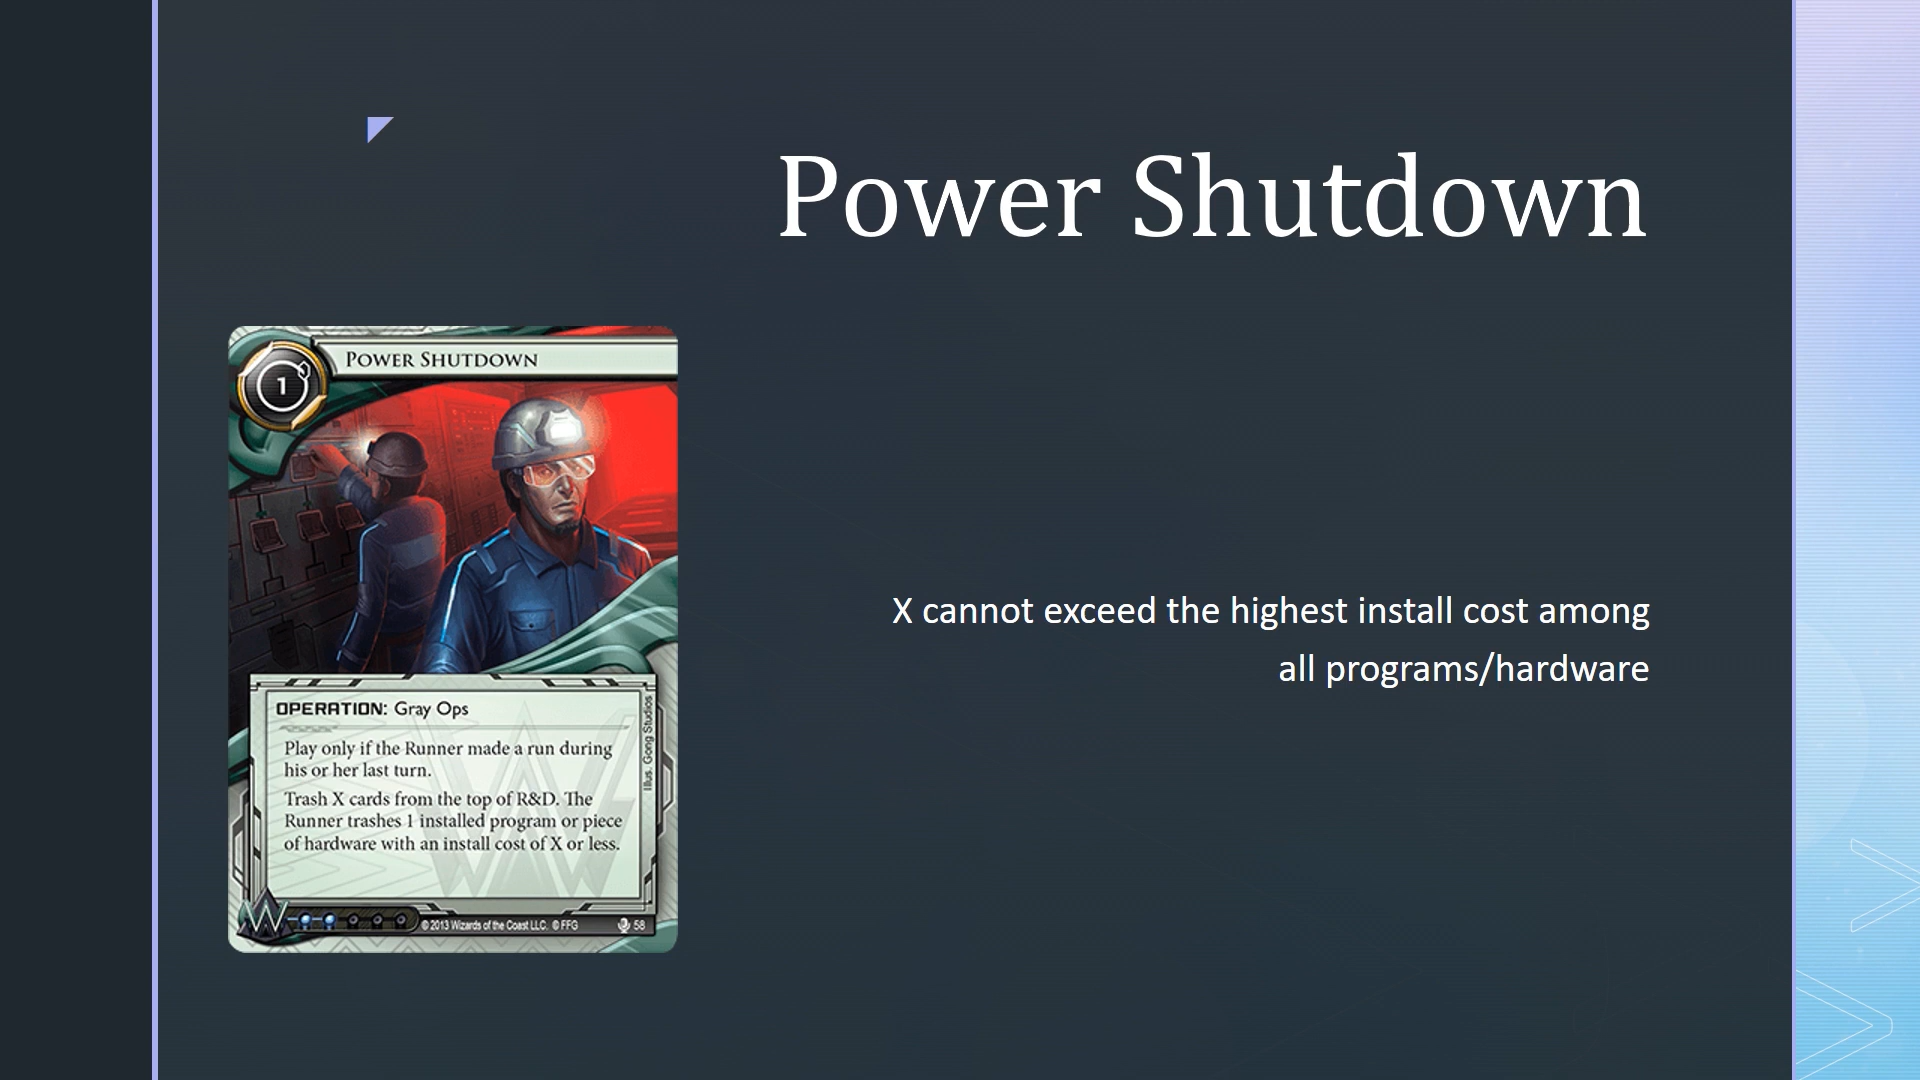 Power Shutdown
1
POWER SHUTDOWN
OPERATION: Gray Ops
Play only if the Runner made a run during
his or her last turn.
Trash X cards from the top of R&D. The
Runner trashes 1 installed program or piece
of hardware with an install cost of X or less.
Illus. Gong Studios
© 2013 Wizards of the Coast LLC. © FFG
58
X cannot exceed the highest install cost among
all programs/hardware